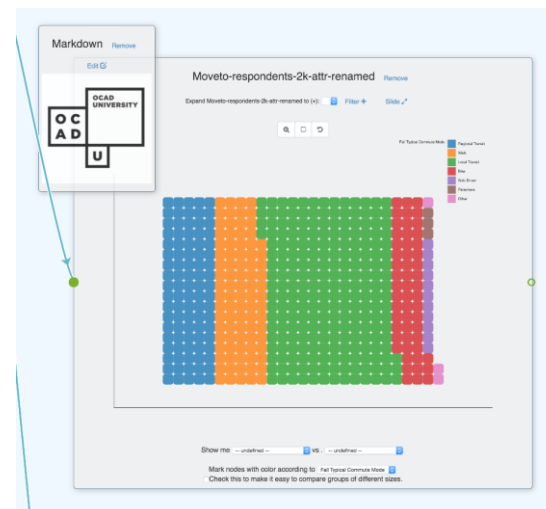 Markdown Remove
Edit
OCAD
UNIVERSITY
OC
AD
U
Moveto-respondents-2k-attr-renamed Remove
Expand Moveto-respondents-2k-attr-renamed to (+): Filter + Slide
Fall Typical Commute Mode
Regional Transit
Walk
Local Transit
Bike
Auto Driver
Other
Show me -- undefined -- vs. -- undefined --
Mark nodes with color according to Fall Typical Commute Mode
Check this to make it easy to compare groups of different sizes.